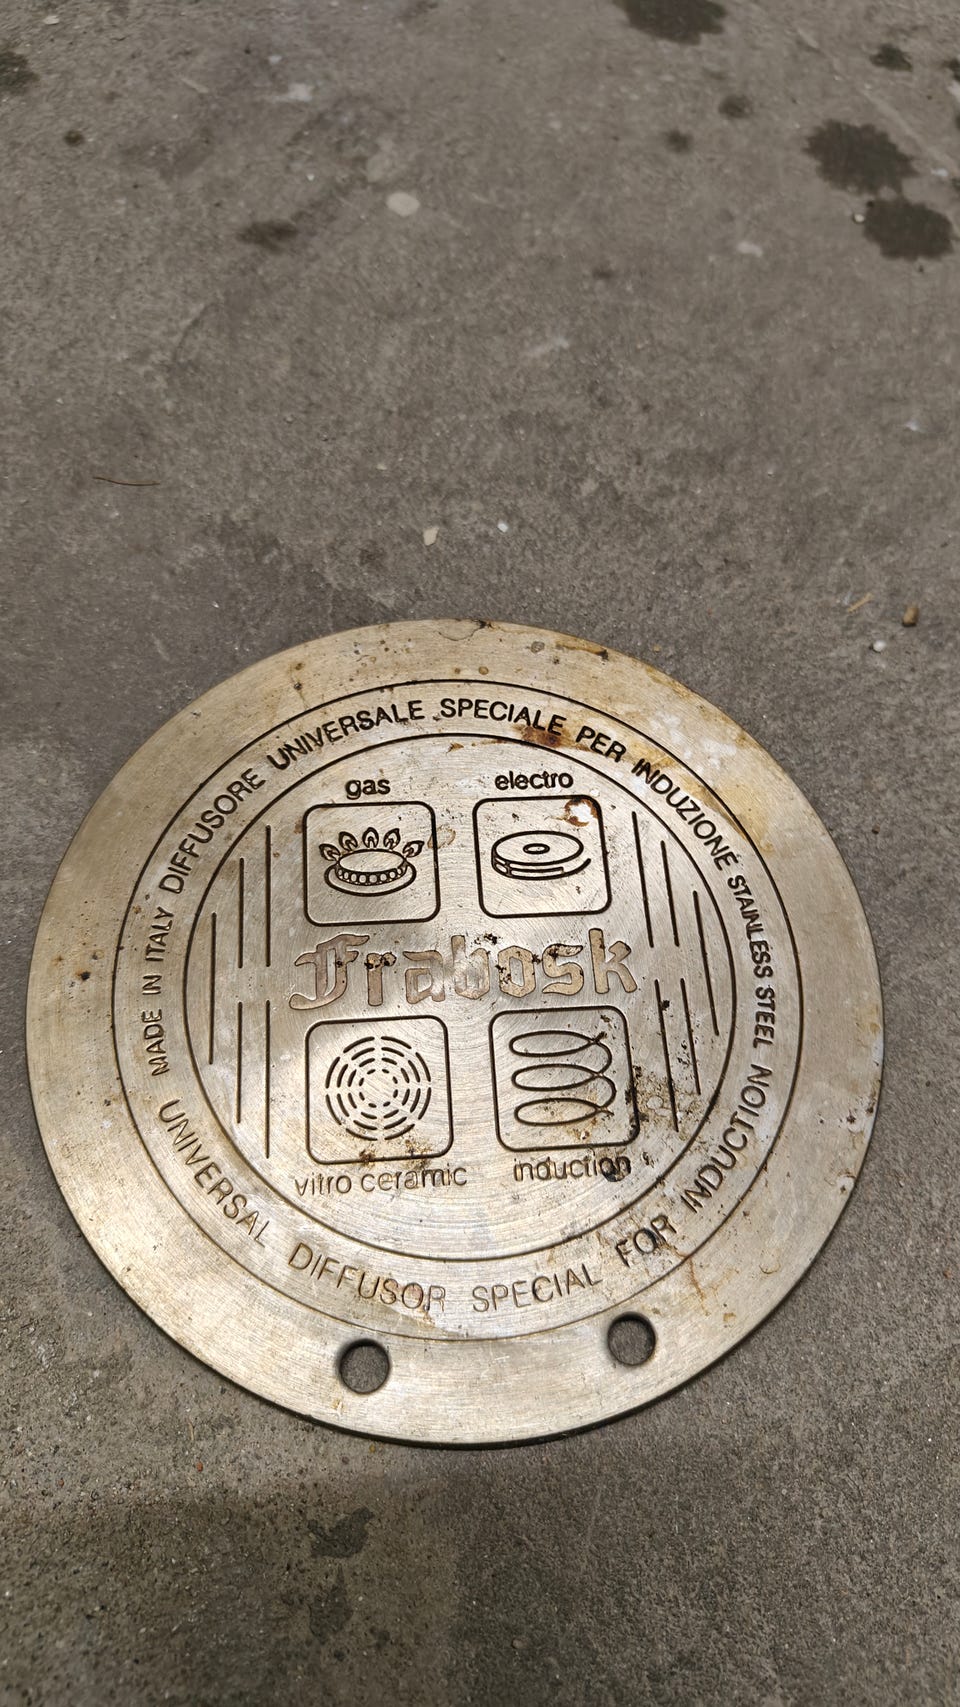 MADE IN ITALY DIFFUSORE UNIVERSALE SPECIALE PER INDUZIONE STAINLESS STEEL
gas
electro
Frabosk
vitro ceramic
induction
UNIVERSAL DIFFUSOR SPECIAL FOR INDUCTION